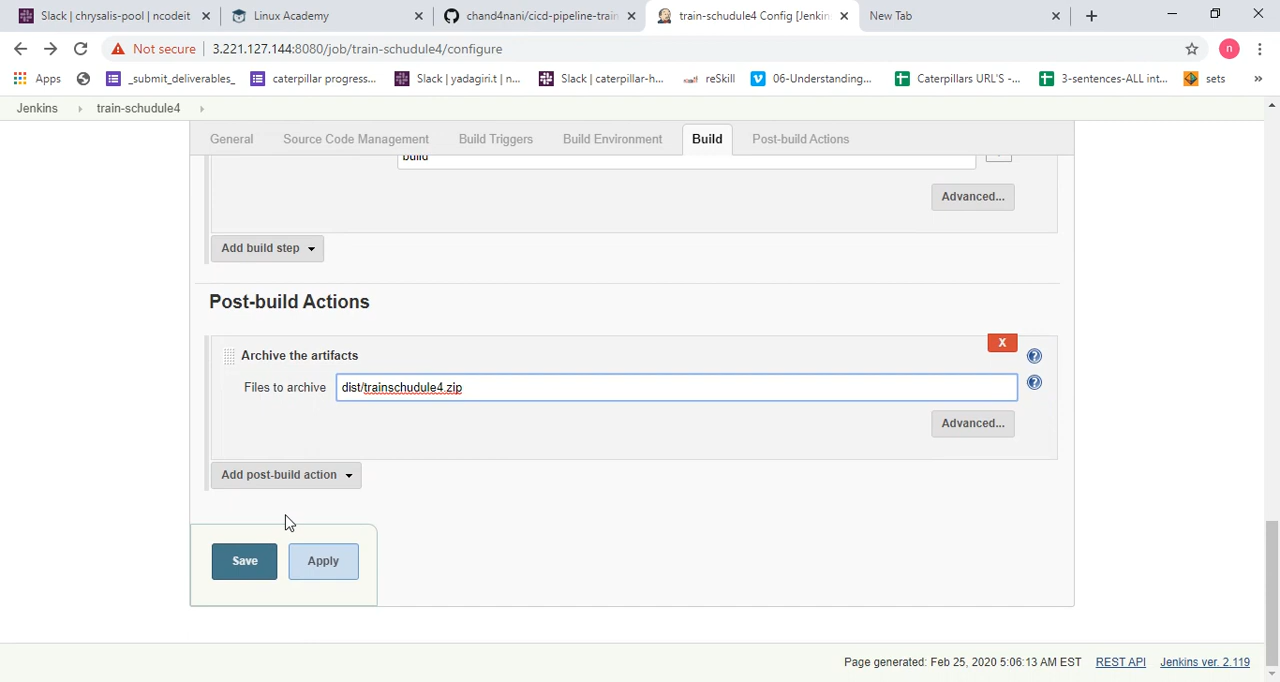 Slack | chrysalis-pool | ncodeit
Linux Academy
chand4nani/cicd-pipeline-train
train-schudule4 Config [Jenkin
New Tab
Not secure | 3.221.127.144:8080/job/train-schudule4/configure
Apps
_submit_deliverables_
caterpillar progress...
Slack | yadagiri.t | n...
Slack | caterpillar-h...
reSkill
06-Understanding...
Caterpillars URL'S -...
3-sentences-ALL int...
sets
»
Jenkins
train-schudule4
General
Source Code Management
Build Triggers
Build Environment
Build
Post-build Actions
build
Advanced...
Add build step
Post-build Actions
X
Archive the artifacts
Files to archive
dist/trainschudule4.zip
Advanced...
Add post-build action
Save
Apply
Page generated: Feb 25, 2020 5:06:13 AM EST
REST API
Jenkins ver. 2.119